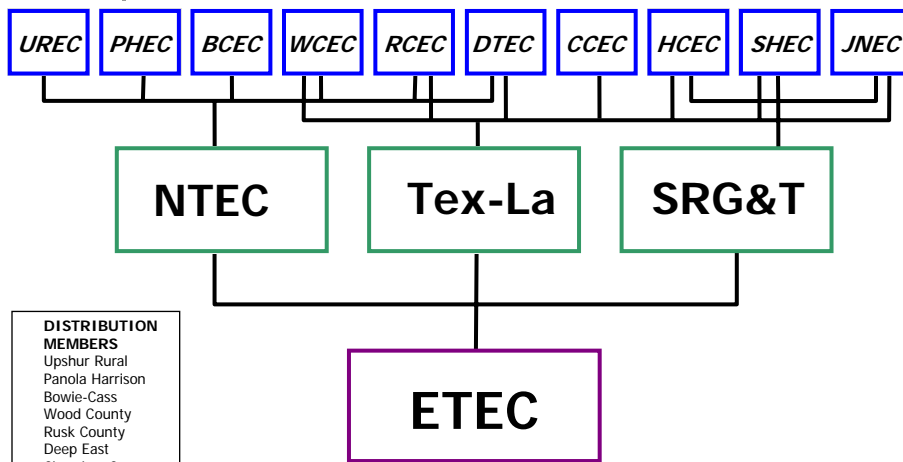 UREC PHEC BCEC WCEC RCEC DTEC CCEC HCEC SHEC JNEC
NTEC Tex-La SRG&T
ETEC
DISTRIBUTION
MEMBERS
Upshur Rural
Panola Harrison
Bowie-Cass
Wood County
Rusk County
Deep East